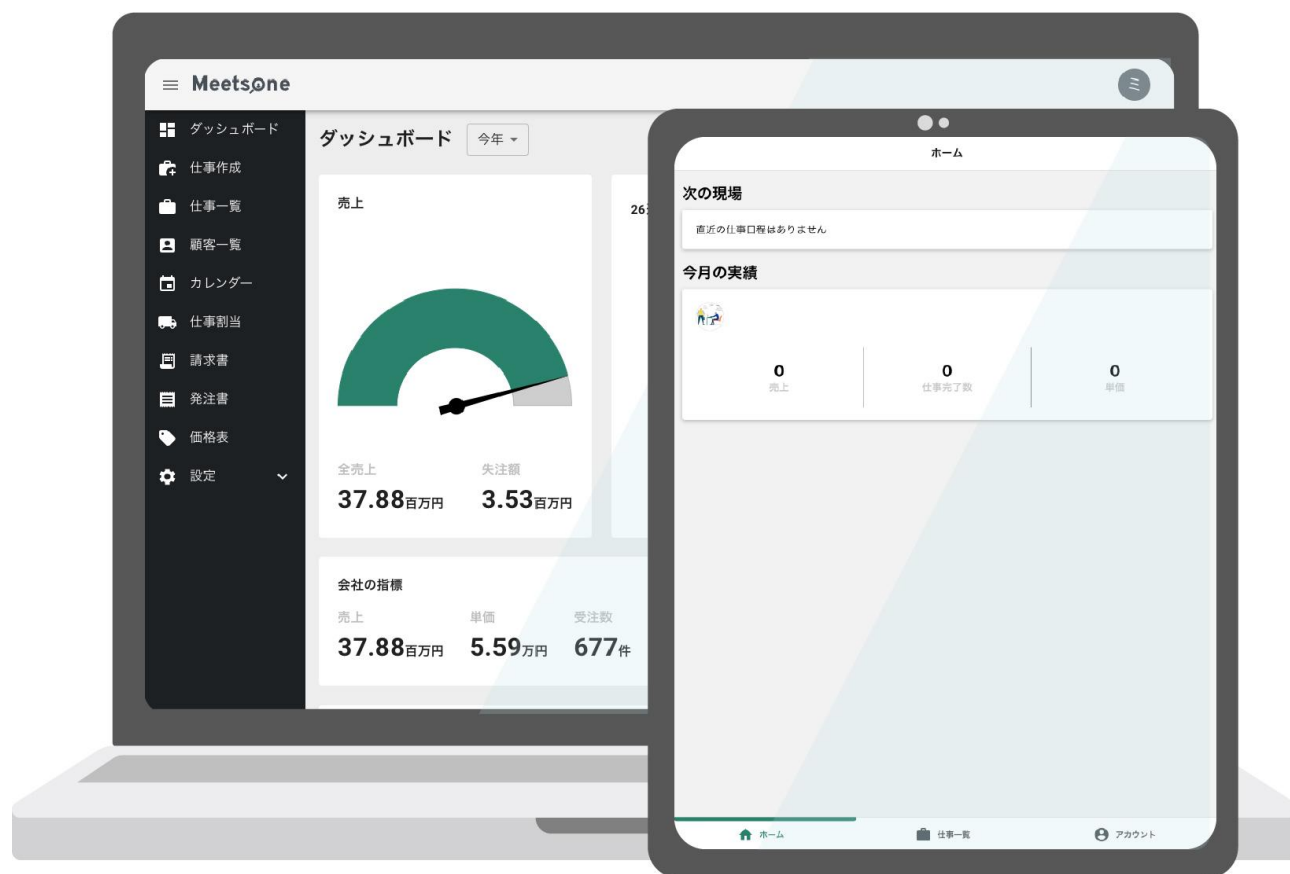 Meetsone
ダッシュボード
仕事作成
仕事一覧
顧客一覧
カレンダー
仕事割当
請求書
発注書
価格表
設定
ダッシュボード 今年
売上
26
全売上 失注額
37.88百万円 3.53百万円
会社の指標
売上 単価 受注数
37.88百万円 5.59万円 677件
ミ
ホーム
次の現場
直近の仕事日程はありません
今月の実績
0 0 0
売上 仕事完了数 単価
ホーム 仕事一覧 アカウント